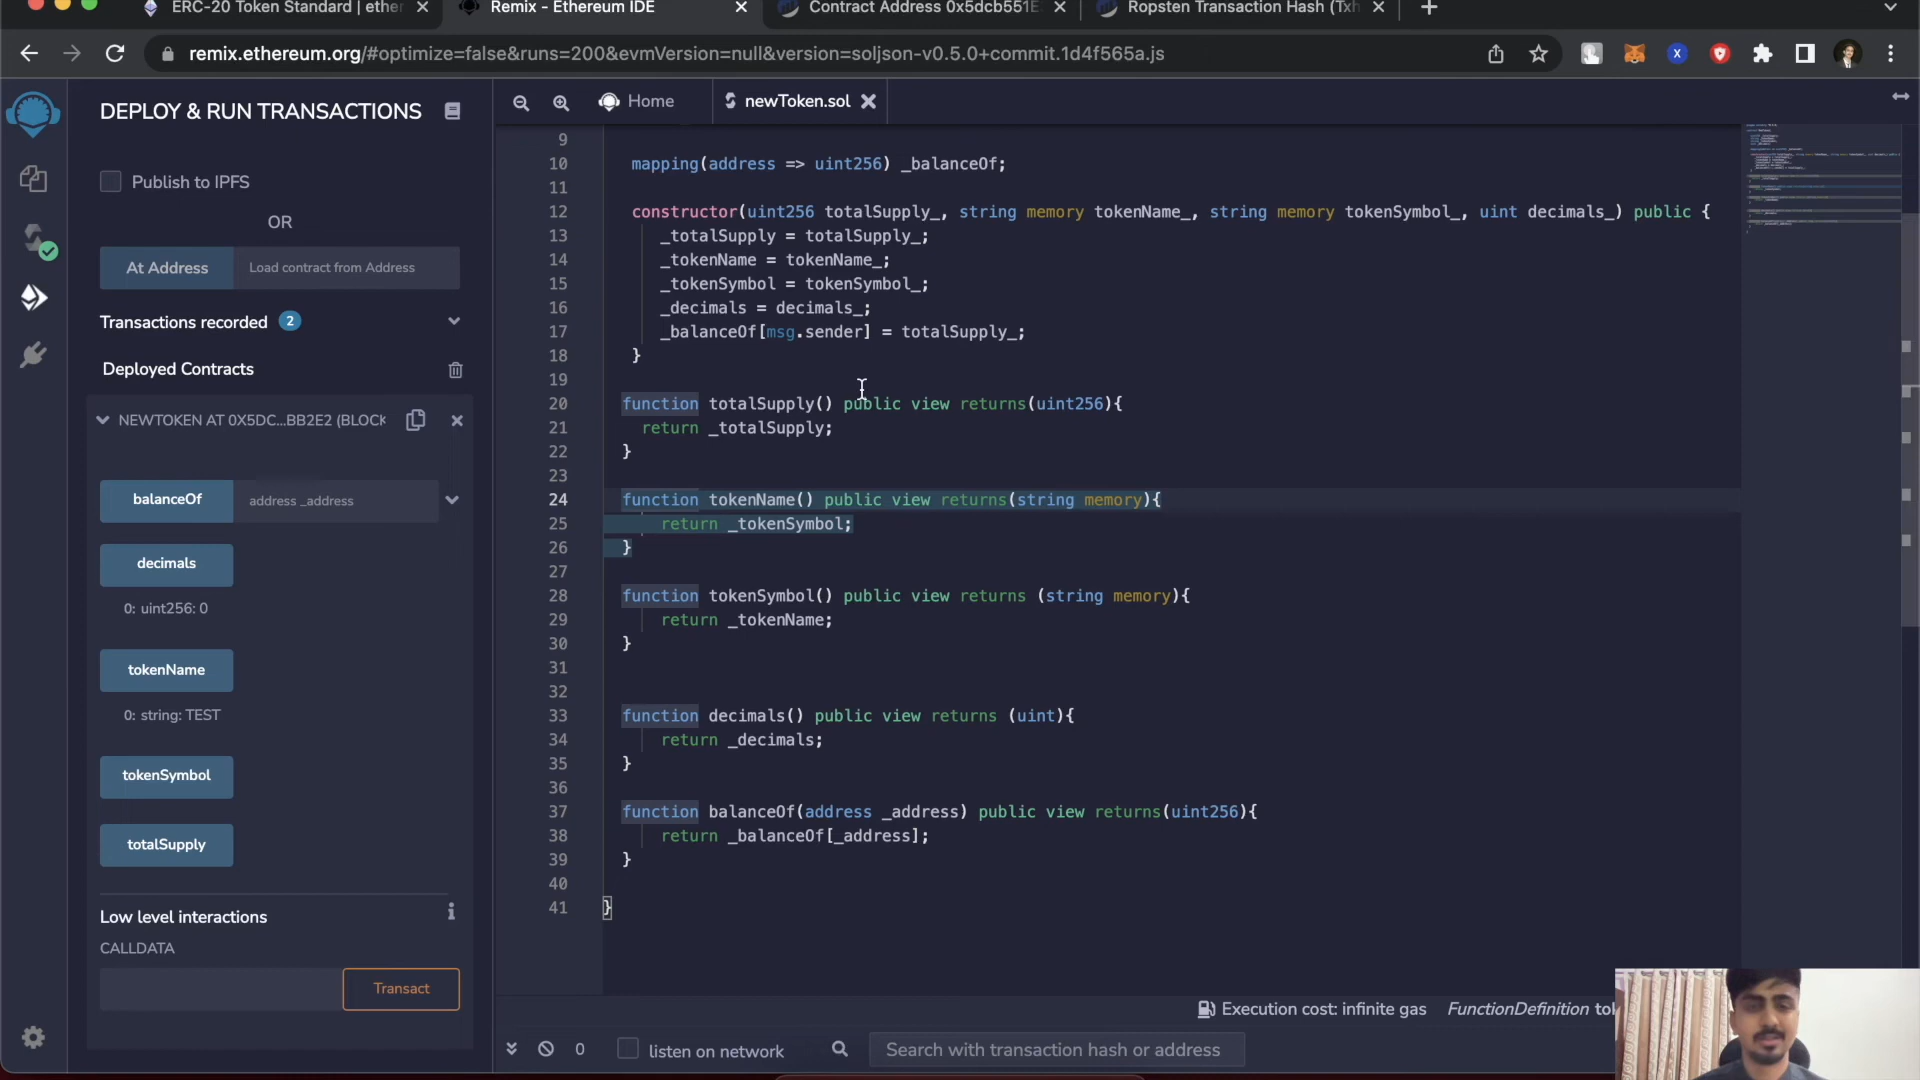 ERC-20 Token Standard | ether
Remix - Ethereum IDE
Contract Address 0x5dcb551E3
Ropsten Transaction Hash (Txh
remix.ethereum.org/#optimize=false&runs=200&evmVersion=null&version=soljson-v0.5.0+commit.1d4f565a.js
DEPLOY & RUN TRANSACTIONS
Publish to IPFS
OR
At Address
Load contract from Address
Transactions recorded 2
Deployed Contracts
NEWTOKEN AT 0X5DC...BB2E2 (BLOCK
balanceOf
address _address
decimals
0: uint256: 0
tokenName
0: string: TEST
tokenSymbol
totalSupply
Low level interactions
i
CALLDATA
Transact
Home
newToken.sol
9
10 mapping(address => uint256) _balanceOf;
11
12 constructor(uint256 totalSupply_, string memory tokenName_, string memory tokenSymbol_, uint decimals_) public {
13 _totalSupply = totalSupply_;
14 _tokenName = tokenName_;
15 _tokenSymbol = tokenSymbol_;
16 _decimals = decimals_;
17 _balanceOf[msg.sender] = totalSupply_;
18 }
19
20 function totalSupply() public view returns(uint256){
21 return _totalSupply;
22 }
23
24 function tokenName() public view returns(string memory){
25 return _tokenSymbol;
26 }
27
28 function tokenSymbol() public view returns (string memory){
29 return _tokenName;
30 }
31
32
33 function decimals() public view returns (uint){
34 return _decimals;
35 }
36
37 function balanceOf(address _address) public view returns(uint256){
38 return _balanceOf[_address];
39 }
40
41 }
Execution cost: infinite gas
FunctionDefinition to
0
listen on network
Search with transaction hash or address